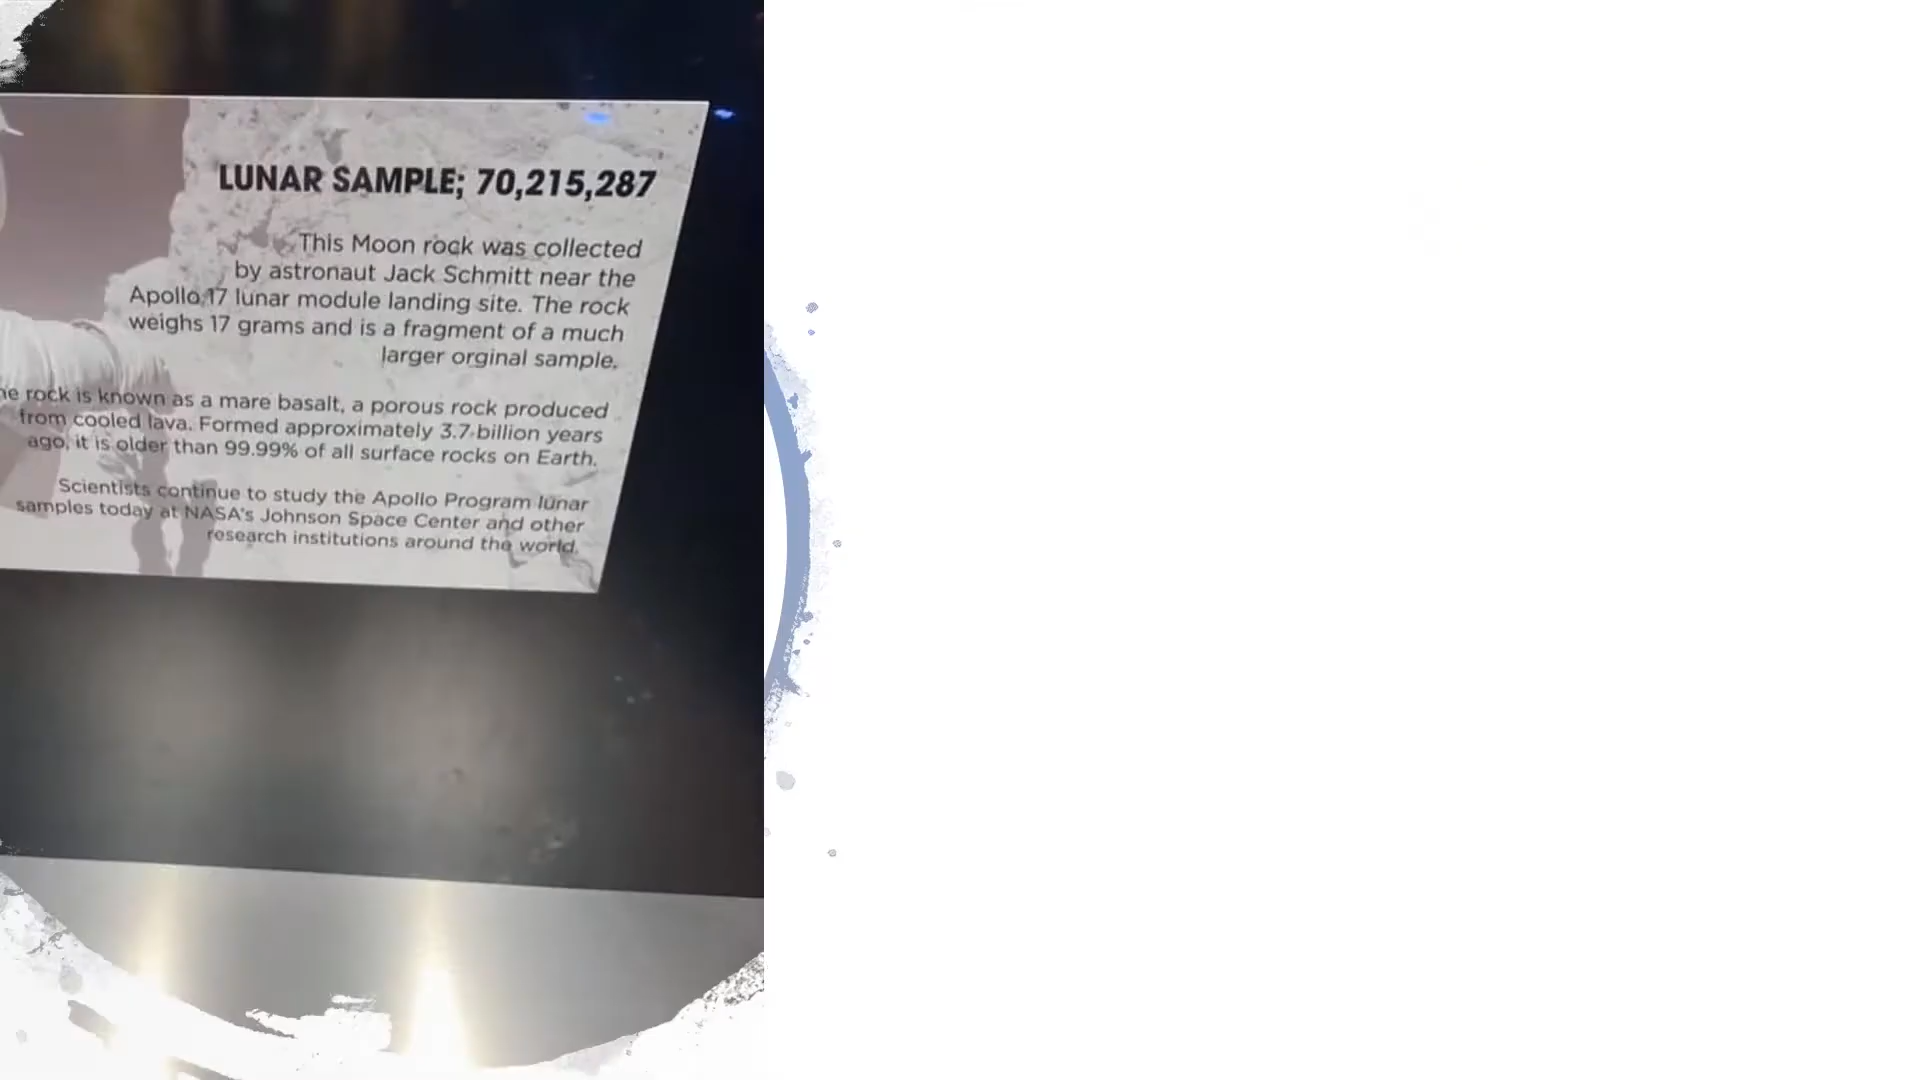 LUNAR SAMPLE; 70,215,287
This Moon rock was collected
by astronaut Jack Schmitt near the
Apollo 17 lunar module landing site. The rock
weighs 17 grams and is a fragment of a much
larger orginal sample.
rock is known as a mare basalt, a porous rock produced
from cooled lava. Formed approximately 3.7 billion years
ago, it is older than 99.99% of all surface rocks on Earth.
Scientists continue to study the Apollo Program lunar
samples today at NASA's Johnson Space Center and other
research institutions around the world.